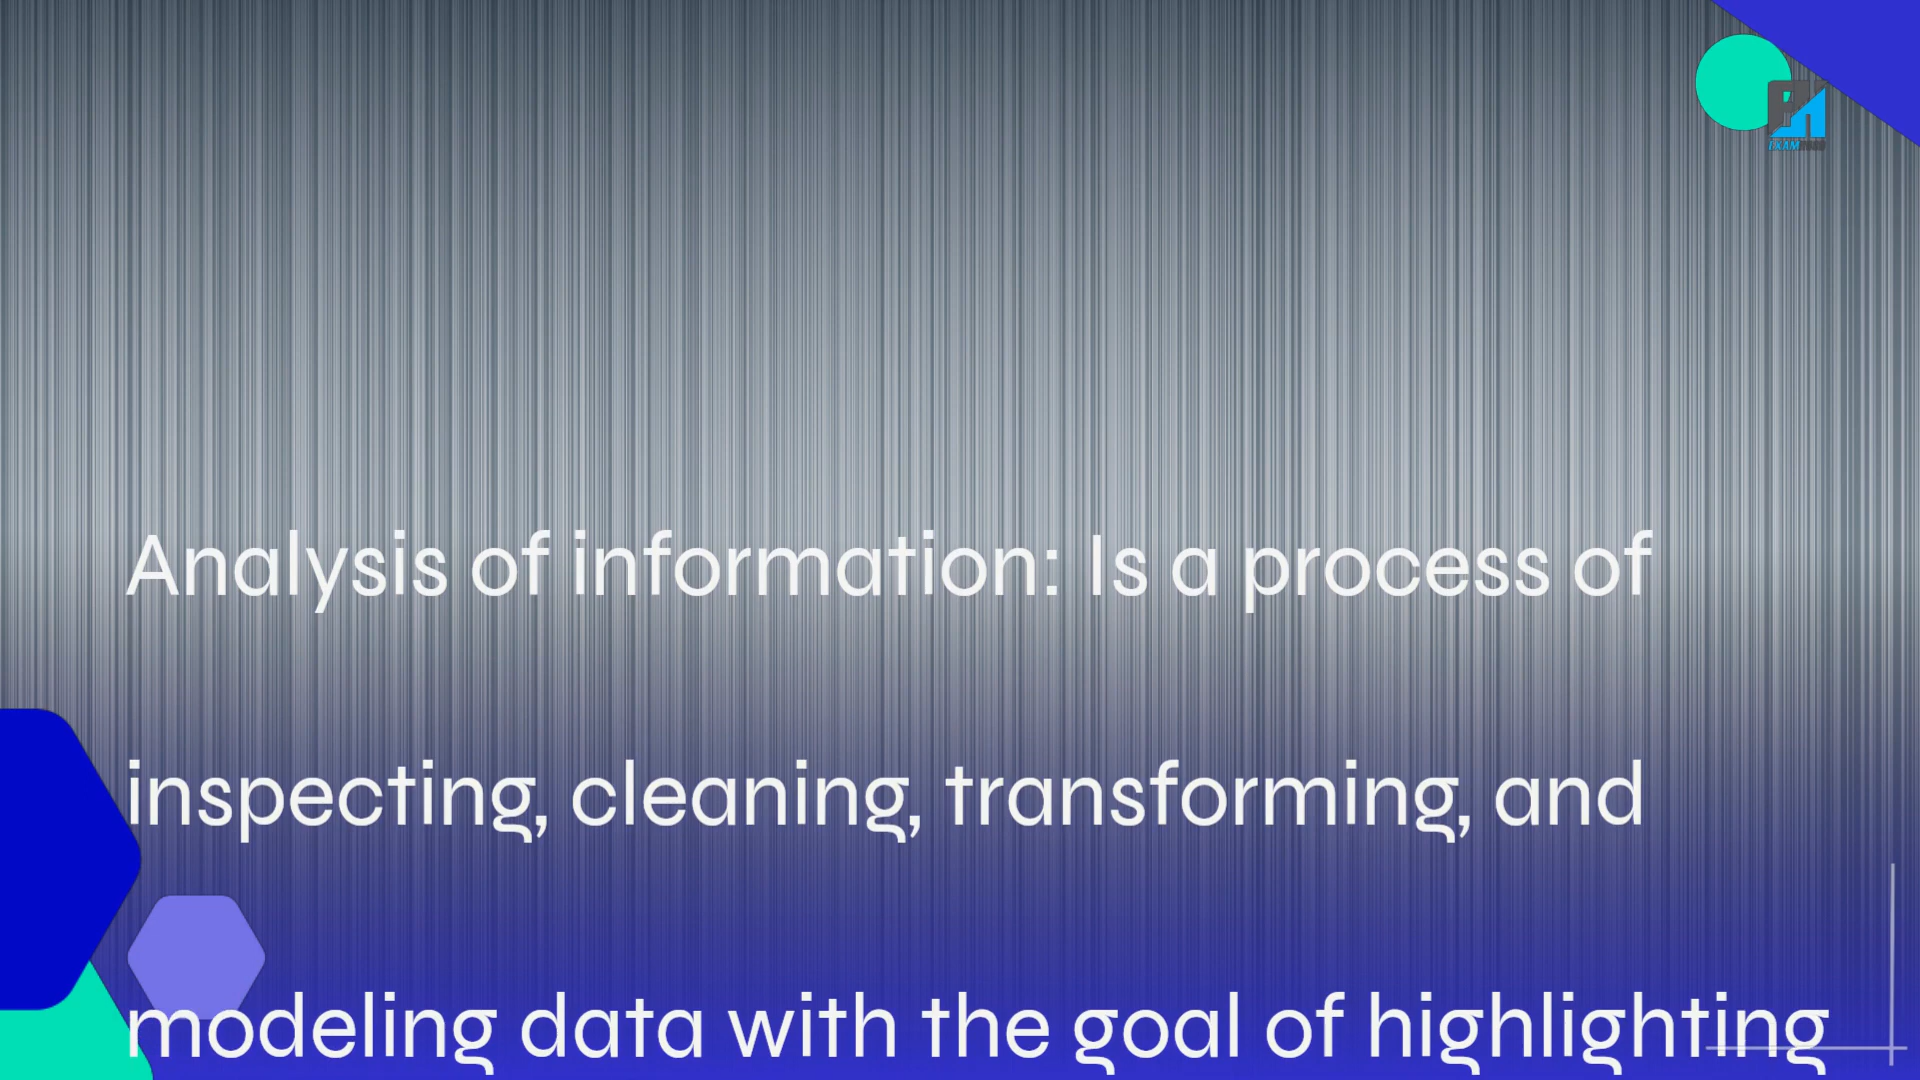 Analysis of information: Is a process of
inspecting, cleaning, transforming, and
modeling data with the goal of highlighting